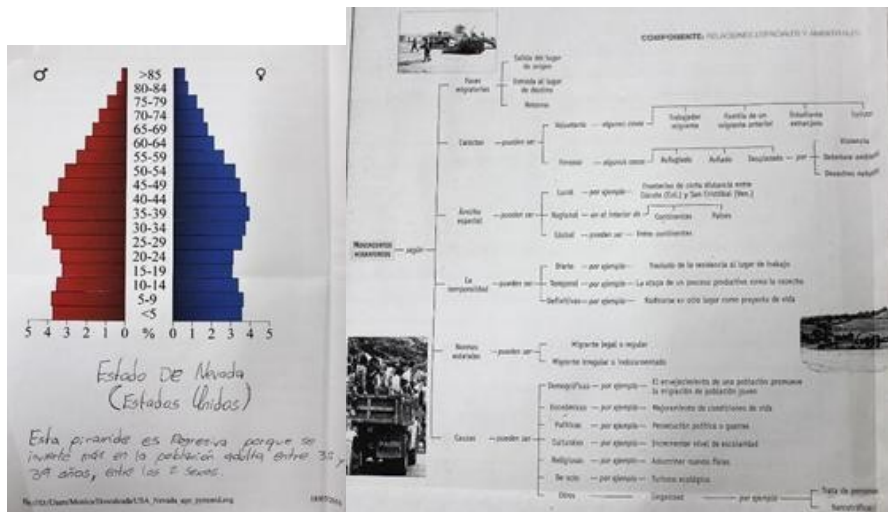 ♂ ♀
>85
80-84
75-79
70-74
65-69
60-64
55-59
50-54
45-49
40-44
35-39
30-34
25-29
20-24
15-19
10-14
5-9
<5
5 4 3 2 1 0 % 0 1 2 3 4 5
Estado De Nevada
(Estados Unidos)
Esta piramide es Regresiva porque se
invierte más en la población adulta, entre 35 y
39 años, entre los 2 sexos.
COMPONENTE: RELACIONES ESPACIALES Y AMBIENTALES
MOVIMIENTOS MIGRATORIOS
según
Fases migratorias
Salida del lugar de origen
Entrada al lugar de destino
Retorno
Carácter
pueden ser
Voluntario
algunos casos
Trabajador migrante
Familia de un migrante anterior
Estudiante extranjero
Forzoso
algunos casos
Refugiado
Asilado
Desplazado
por
Violencia
Deterioro ambiental
Desastres naturales
Ámbito espacial
pueden ser
Local
por ejemplo
Fronterizo de corta distancia entre
Cúcuta (Col.) y San Cristóbal (Ven.)
Regional
en el interior de
Continentes
Países
Global
pueden ser
Entre continentes
La temporalidad
pueden ser
Diario
por ejemplo
Traslado de la residencia al lugar de trabajo
Temporal
por ejemplo
La etapa de un proceso productivo como la cosecha
Definitivos
por ejemplo
Radicarse en otro lugar como proyecto de vida
Normas estatales
pueden ser
Migrante legal o regular
Migrante irregular o indocumentado
Causas
pueden ser
Demográficas
por ejemplo
El envejecimiento de una población promueve
la migración de población joven
Económicas
por ejemplo
Mejoramiento de condiciones de vida
Políticas
por ejemplo
Persecución política o guerras
Culturales
por ejemplo
Incrementar nivel de escolaridad
Religiosas
por ejemplo
Adoctrinar nuevos fieles
De ocio
por ejemplo
Turismo ecológico
Otros
Ilegales
por ejemplo
Trata de personas
Narcotráfico